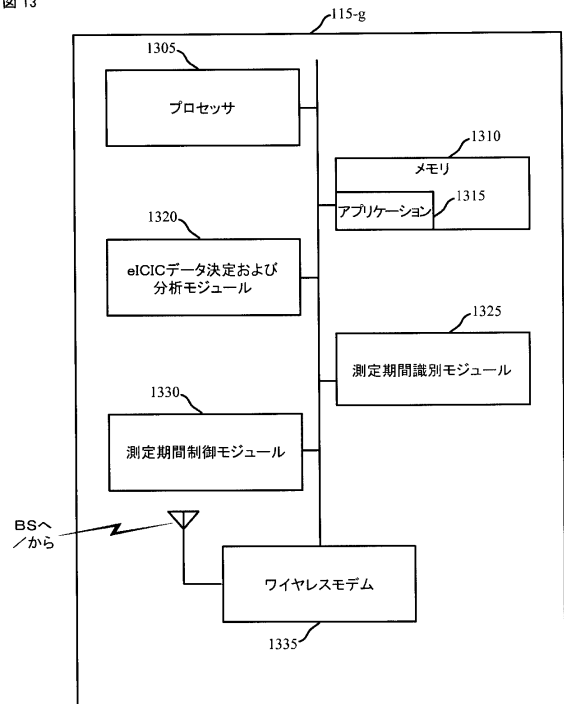 図 13
115-g
1305
プロセッサ
1310
メモリ
1315
アプリケーション
1320
eICICデータ決定および
分析モジュール
1325
測定期間識別モジュール
1330
測定期間制御モジュール
BSへ
/から
ワイヤレスモデム
1335